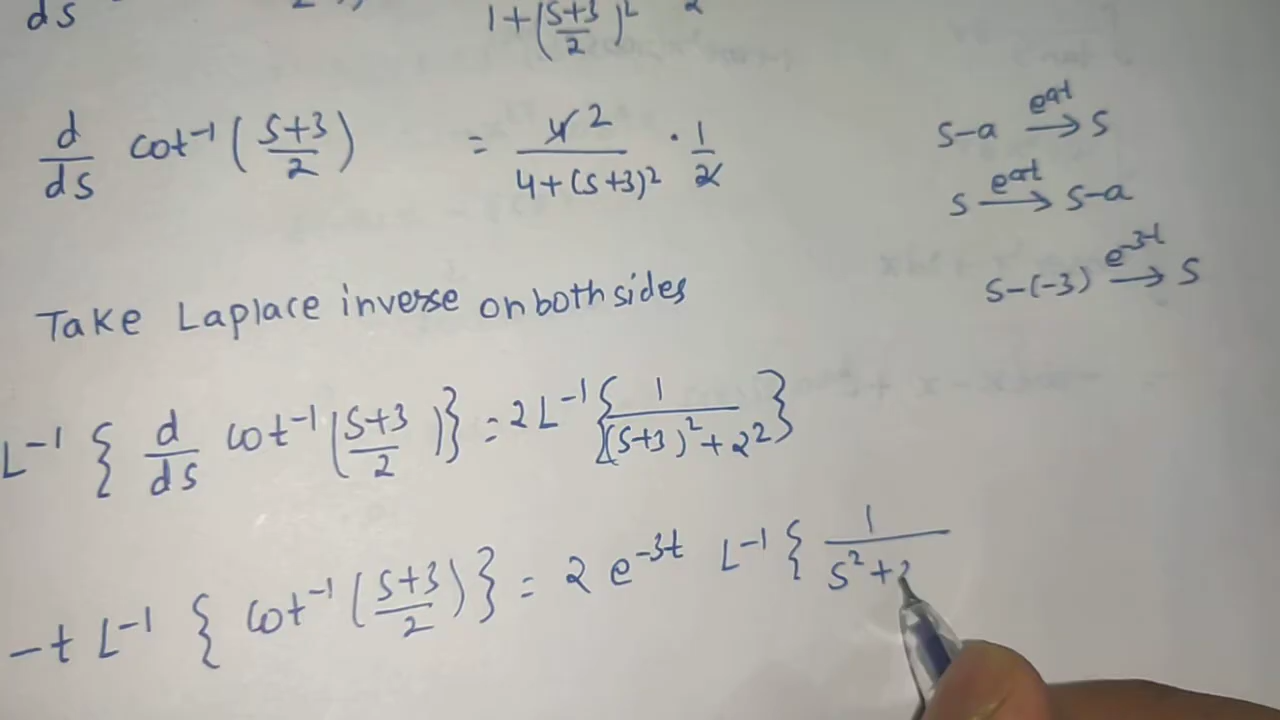 ds
1+(s+3/2)² 2
d/ds cot⁻¹(s+3/2) = 4 2/4+(s+3)² · 1/2
s-a e^at → s
s e^at → s-a
s-(-3) e^-3t → s
Take Laplace inverse on both sides
L⁻¹ { d/ds cot⁻¹(s+3/2)} = 2 L⁻¹{1/(s+3)²+2²}
-t L⁻¹ { cot⁻¹(s+3/2)} = 2 e^-3t L⁻¹ { 1/s²+